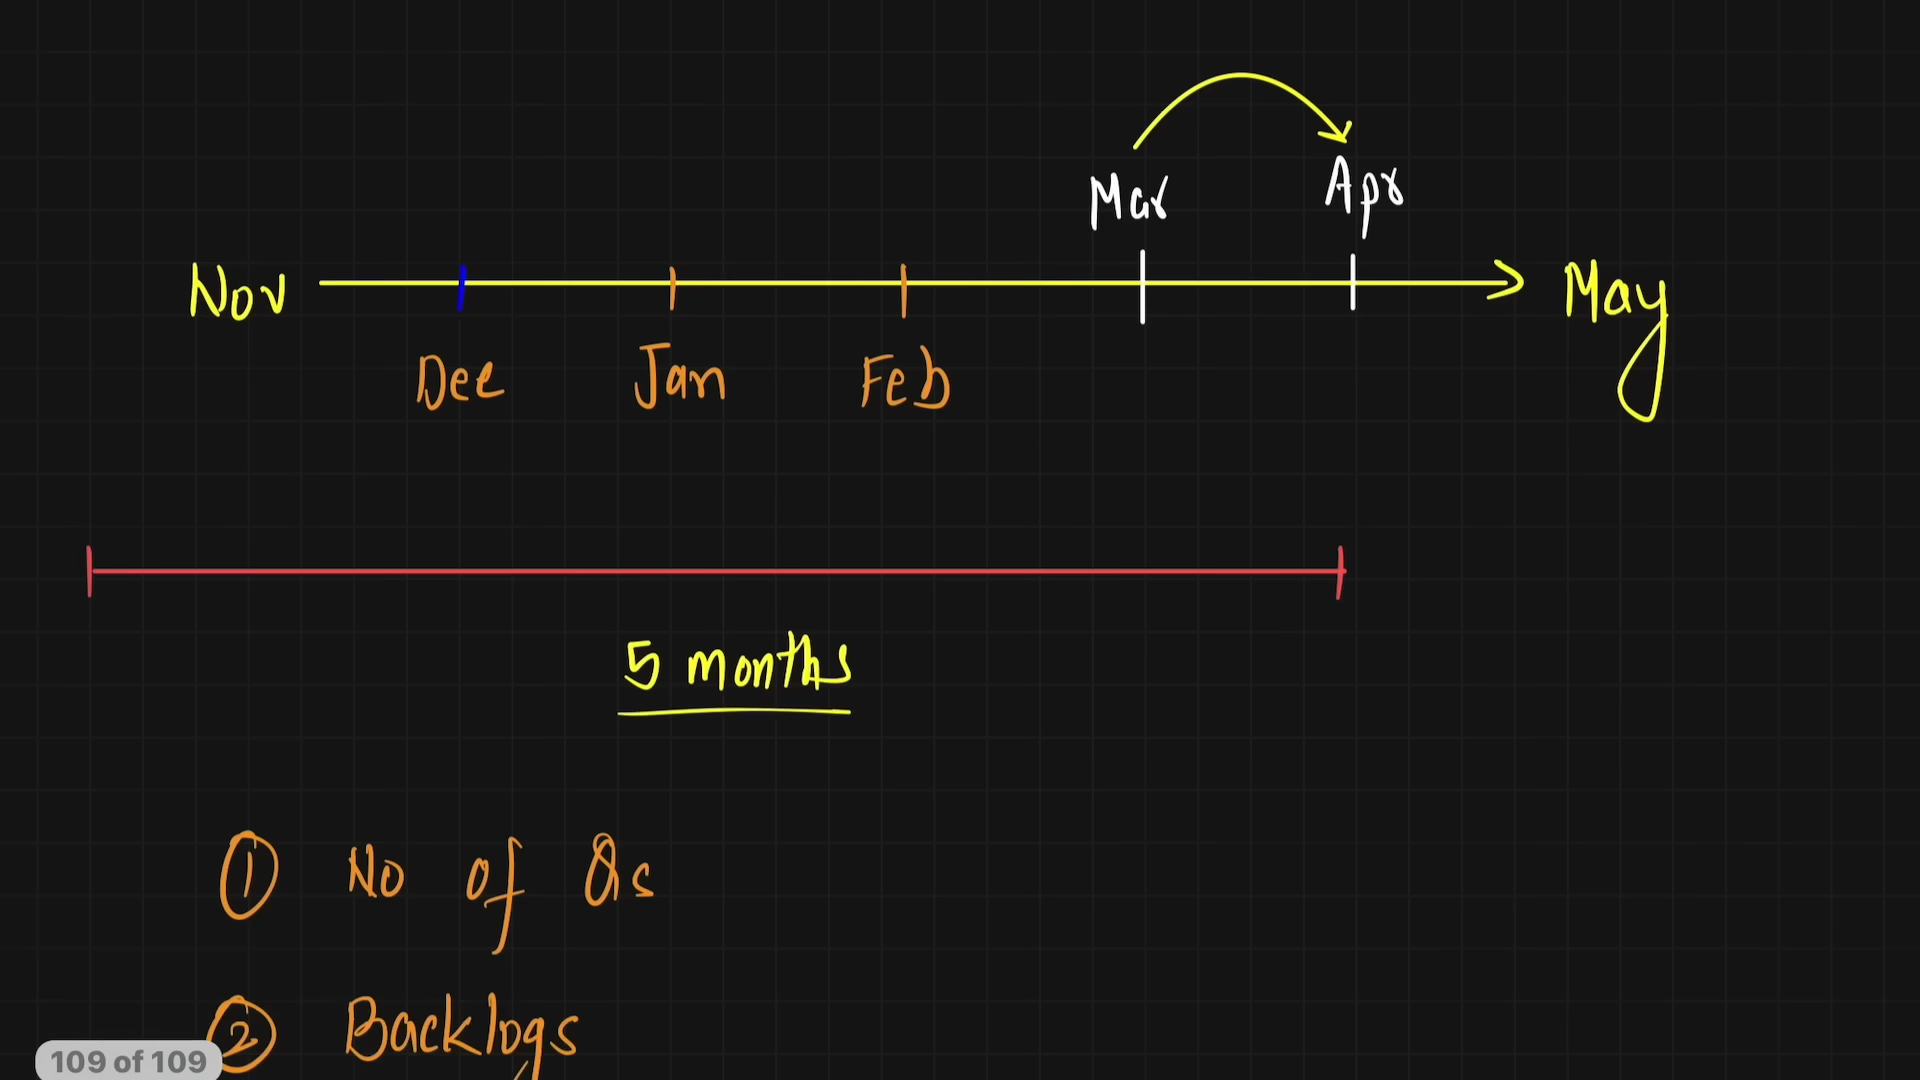 Mar Apr
Nov May
Dec Jan Feb
5 months
1 No of Qs
2 Backlogs
109 of 109